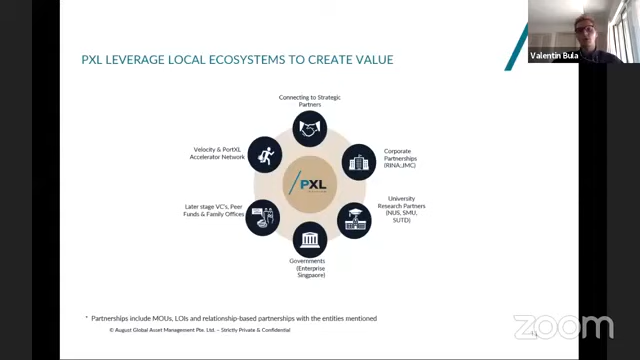 PXL LEVERAGE LOCAL ECOSYSTEMS TO CREATE VALUE
Valentin Bula
Connecting to Strategic
Partners
Velocity & PortXL
Accelerator Network
Corporate
Partnerships
(RINA,JMC)
PXL
Later stage VC's, Peer
Funds & Family Offices
University
Research Partners
(NUS, SMU,
SUTD)
Governments
(Enterprise
Singpaore)
* Partnerships include MOUs, LOIs and relationship-based partnerships with the entities mentioned
© August Global Asset Management Pte. Ltd. – Strictly Private & Confidential
zoom